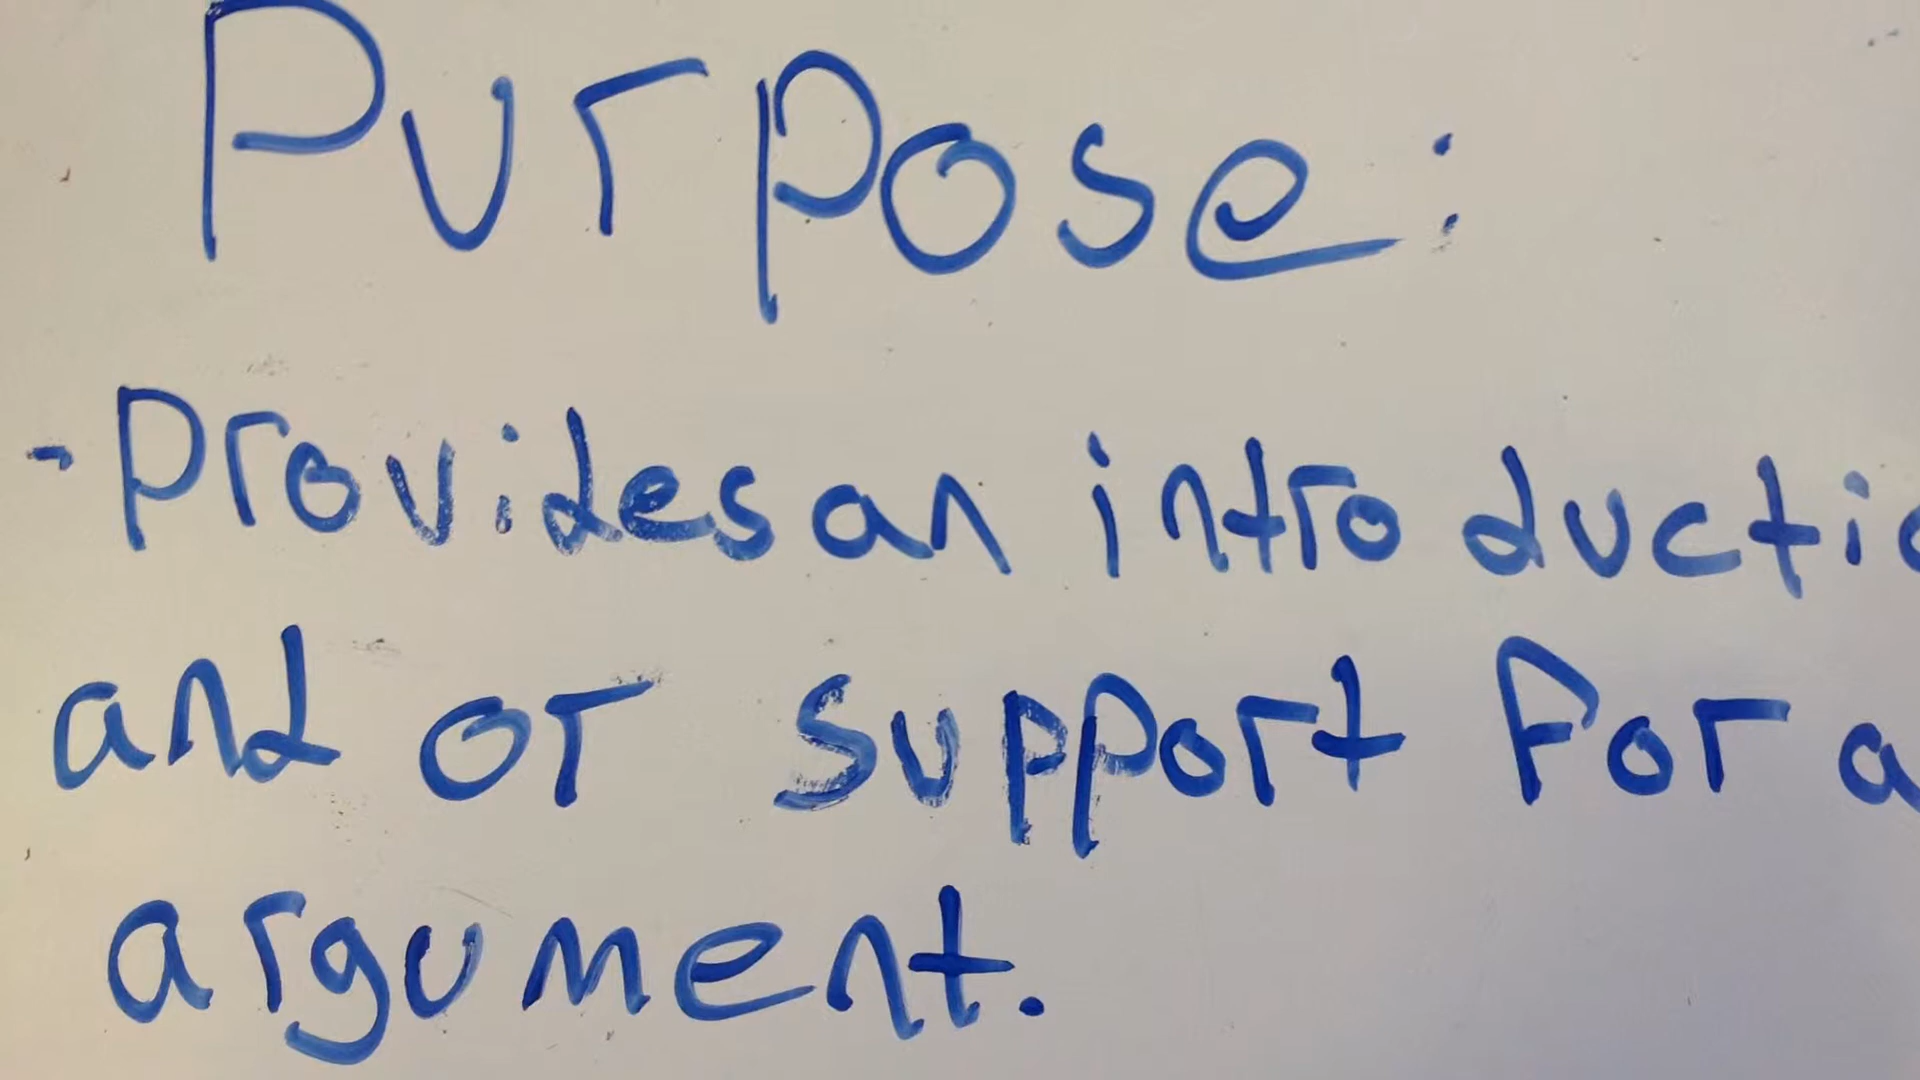 Purpose:
- Provides an introductio
and or support for a
argument.